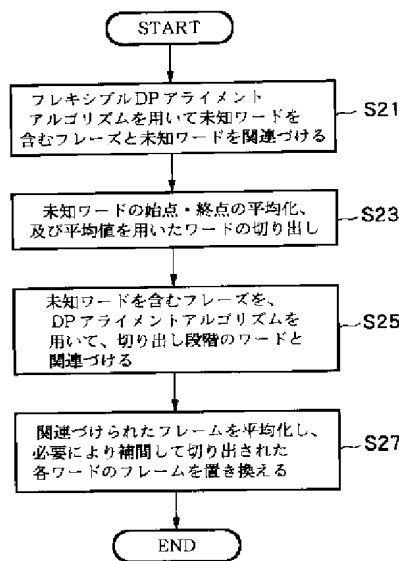 START
フレキシブルDPアライメント
アルゴリズムを用いて未知ワードを
含むフレーズと未知ワードを関連づける
S21
未知ワードの始点・終点の平均化、
及び平均値を用いたワードの切り出し
S23
未知ワードを含むフレーズを、
DPアライメントアルゴリズムを
用いて、切り出し段階のワードと
関連づける
S25
関連づけられたフレームを平均化し、
必要により補間して切り出された
各ワードのフレームを置き換える
S27
END